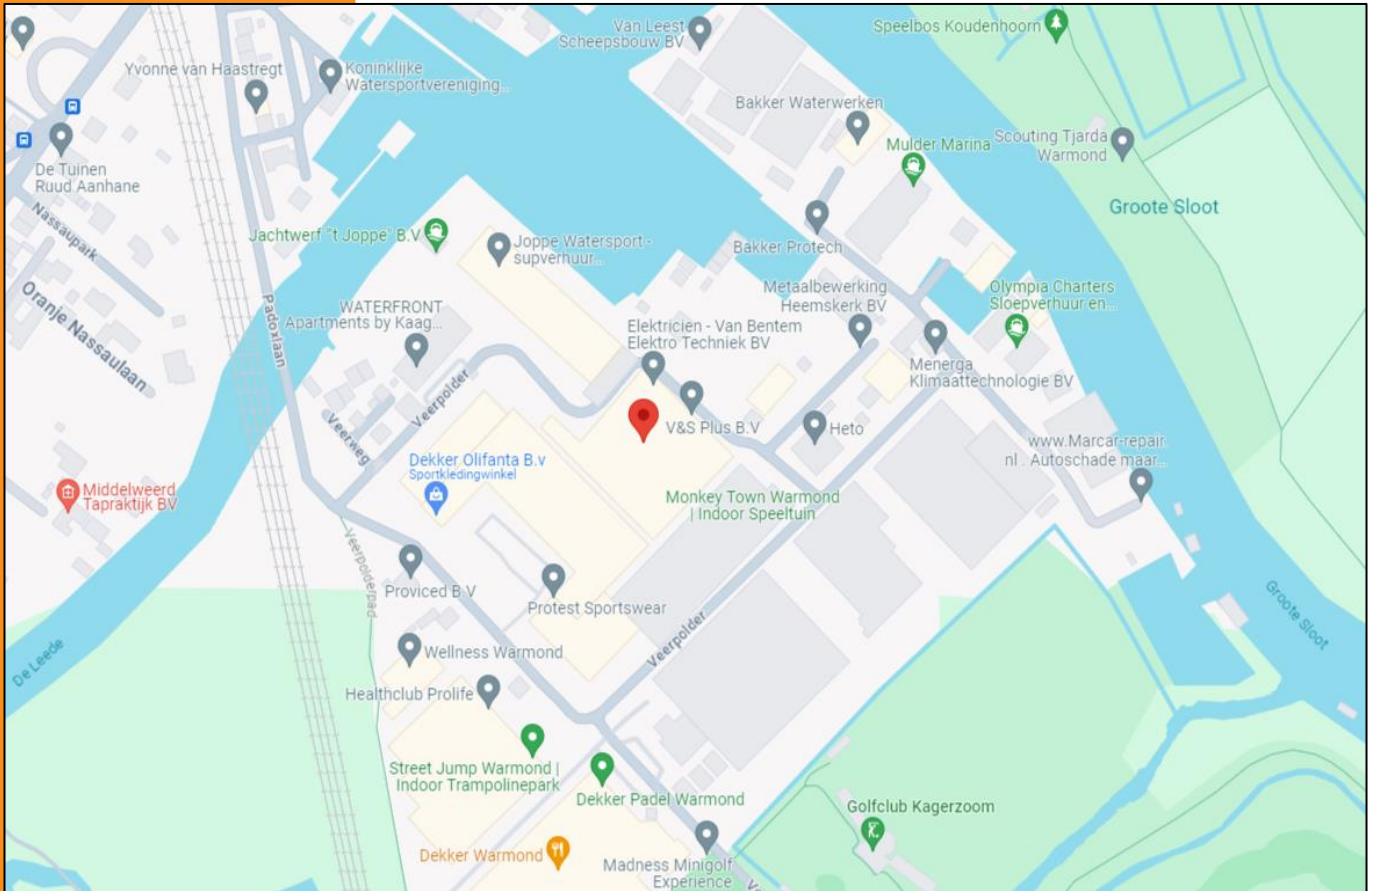 Van Leest
Scheepsbouw BV
Speelbos Koudenhoorn
Yvonne van Haastregt
Koninklijke
Watersportvereniging...
Bakker Waterwerken
Mulder Marina
Scouting Tjarda
Warmond
De Tuinen
Ruud Aanhane
Nassaupark
Groote Sloot
Jachtwerf "t Joppe' B.V
Joppe Watersport -
supverhuur...
Bakker Protech
Oranje Nassaulaan
Padoxlaan
WATERFRONT
Apartments by Kaag...
Metaalbewerking
Heemskerk BV
Olympia Charters
Sloepverhuur en...
Elektricien - Van Bentem
Elektro Techniek BV
Menerga
Klimaattechnologie BV
Veerpolder
Veerweg
V&S Plus B.V
Heto
www.Marcar-repair.
nl . Autoschade maar...
Dekker Olifanta B.v
Sportkledingwinkel
Middelweerd
Tapraktijk BV
Monkey Town Warmond
| Indoor Speeltuin
Veerpolderpad
Proviced B.V
Protest Sportswear
Groote Sloot
De Leede
Veerpolder
Wellness Warmond
Healthclub Prolife
Street Jump Warmond |
Indoor Trampolinepark
Dekker Padel Warmond
Golfclub Kagerzoom
Dekker Warmond
Madness Minigolf
Experience